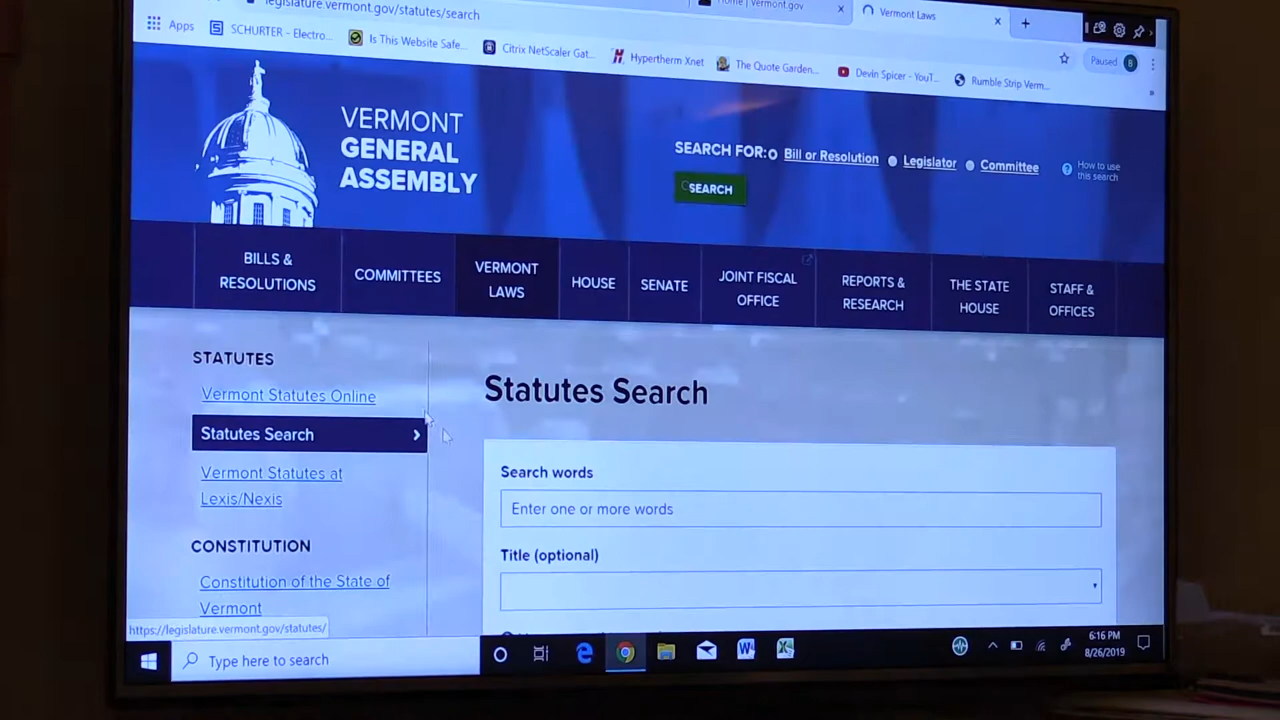 legislature.vermont.gov/statutes/search
Home | Vermont.gov
Vermont Laws
Apps
SCHURTER - Electro...
Is This Website Safe...
Citrix NetScaler Gat...
Hypertherm Xnet
The Quote Garden...
Devin Spicer - YouT...
Rumble Strip Verm...
Paused
B
»
VERMONT
GENERAL
ASSEMBLY
SEARCH FOR:
Bill or Resolution
Legislator
Committee
How to use
this search
SEARCH
BILLS &
RESOLUTIONS
COMMITTEES
VERMONT
LAWS
HOUSE
SENATE
JOINT FISCAL
OFFICE
REPORTS &
RESEARCH
THE STATE
HOUSE
STAFF &
OFFICES
STATUTES
Vermont Statutes Online
Statutes Search
Vermont Statutes at
Lexis/Nexis
CONSTITUTION
Constitution of the State of
Vermont
Statutes Search
Search words
Enter one or more words
Title (optional)
https://legislature.vermont.gov/statutes/
Type here to search
6:16 PM
8/26/2019